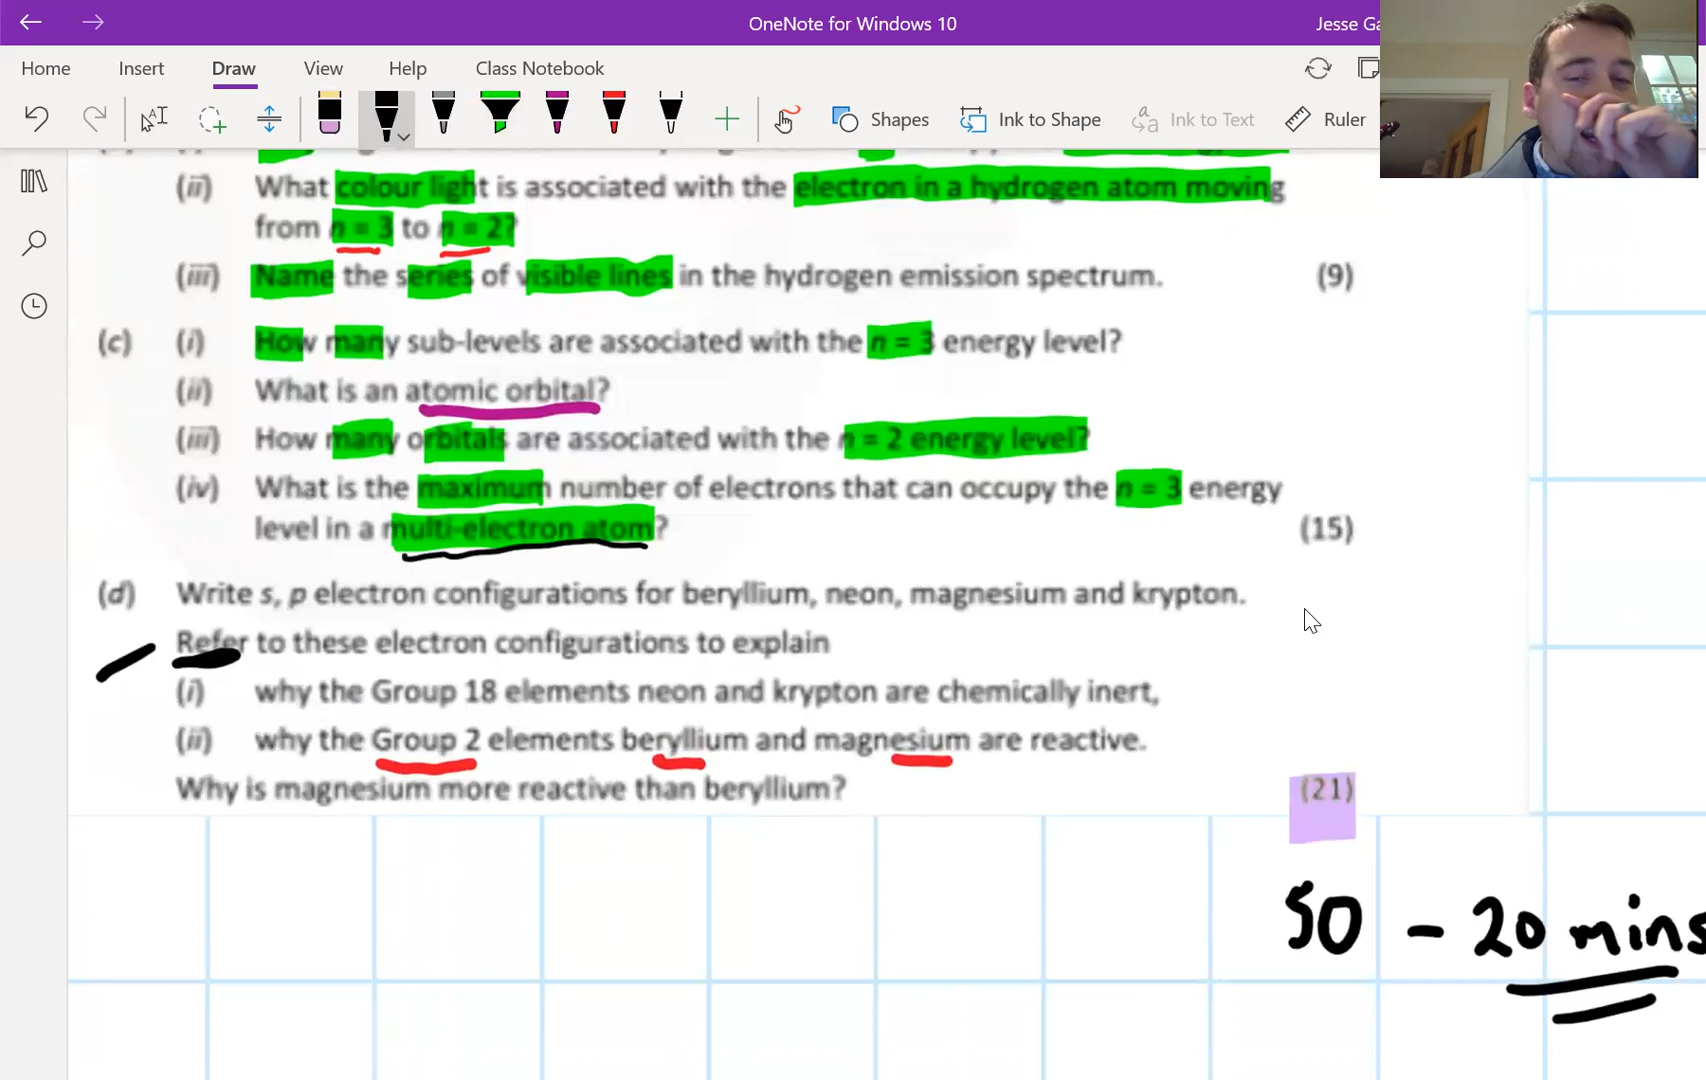 OneNote for Windows 10
Home Insert Draw View Help Class Notebook
Shapes Ink to Shape Ink to Text Ruler
(ii) What colour light is associated with the electron in a hydrogen atom moving
from n = 3 to n = 2?
(iii) Name the series of visible lines in the hydrogen emission spectrum. (9)
(c) (i) How many sub-levels are associated with the n = 3 energy level?
(ii) What is an atomic orbital?
(iii) How many orbitals are associated with the n = 2 energy level?
(iv) What is the maximum number of electrons that can occupy the n = 3 energy
level in a multi-electron atom? (15)
(d) Write s, p electron configurations for beryllium, neon, magnesium and krypton.
Refer to these electron configurations to explain
(i) why the Group 18 elements neon and krypton are chemically inert,
(ii) why the Group 2 elements beryllium and magnesium are reactive.
Why is magnesium more reactive than beryllium? (21)
50 – 20 mins